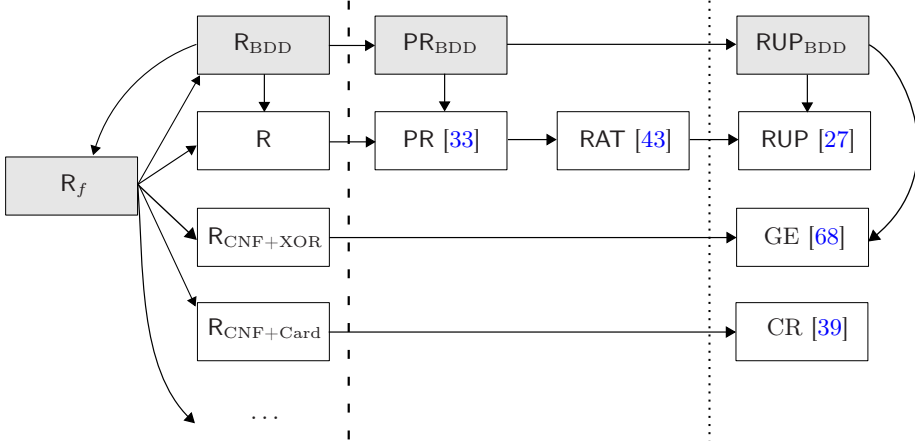 R_BDD PR_BDD RUP_BDD
R PR [33] RAT [43] RUP [27]
R_f
R_CNF+XOR GE [68]
R_CNF+Card CR [39]
...